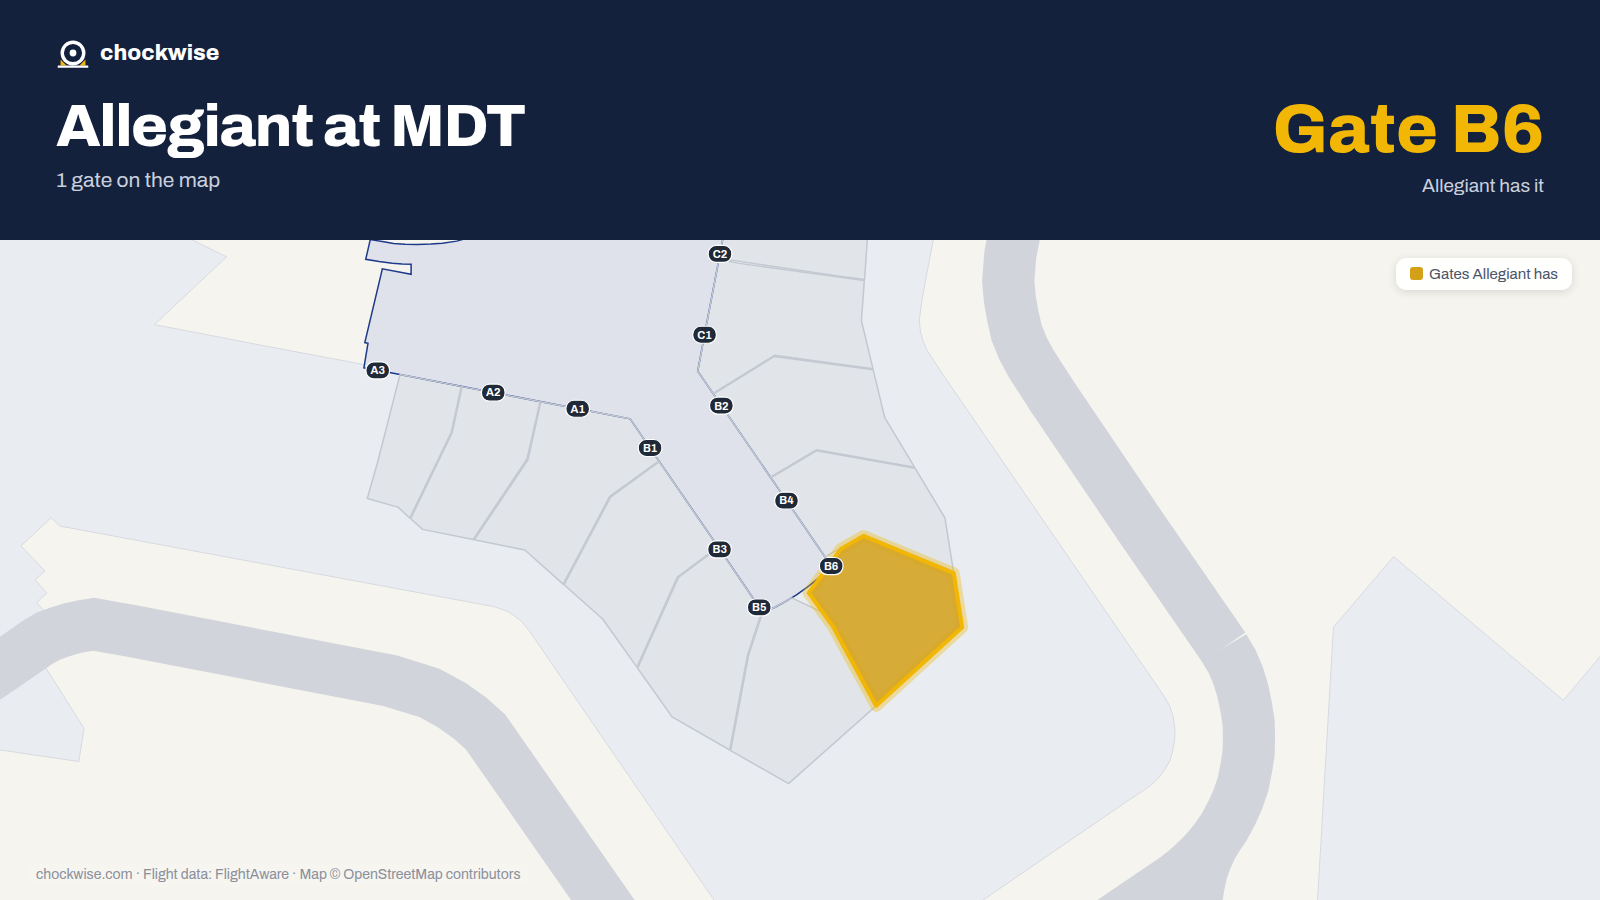 chockwise
Allegiant at MDT
1 gate on the map
Gate B6
Allegiant has it
Gates Allegiant has
C2
C1
A3
A2
A1
B2
B1
B4
B3
B6
B5
chockwise.com · Flight data: FlightAware · Map © OpenStreetMap contributors